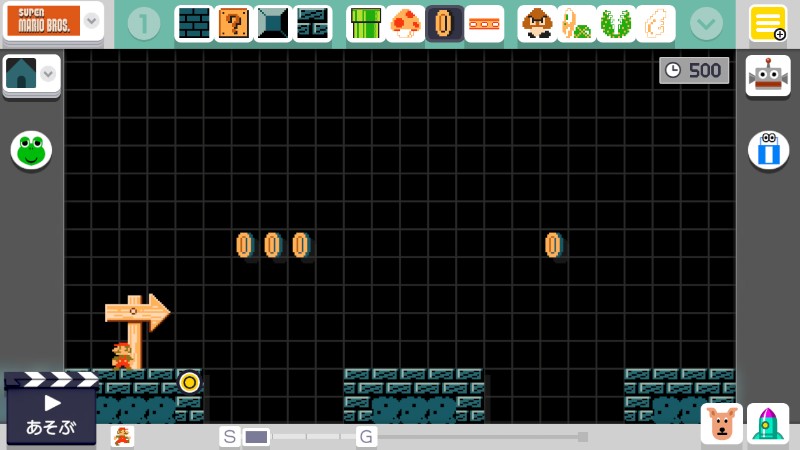 SUPER
MARIO BROS.
1
?
500
あそぶ
S
G